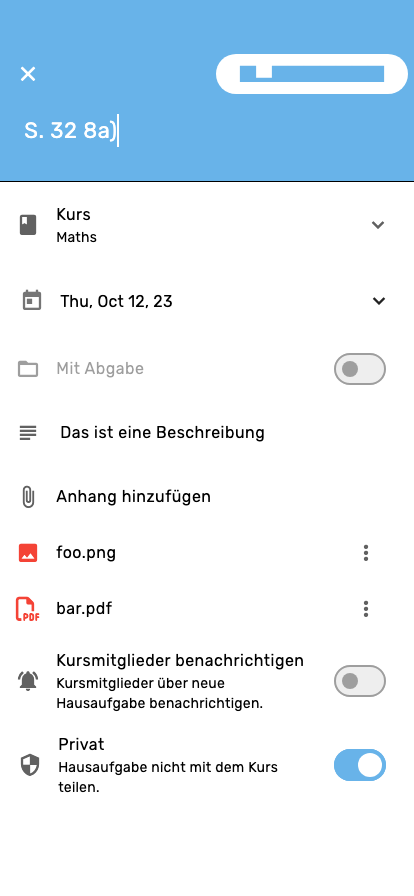 S. 32 8a)
Kurs
Maths
Thu, Oct 12, 23
Mit Abgabe
Das ist eine Beschreibung
Anhang hinzufügen
foo.png
PDF
bar.pdf
Kursmitglieder benachrichtigen
Kursmitglieder über neue
Hausaufgabe benachrichtigen.
Privat
Hausaufgabe nicht mit dem Kurs
teilen.